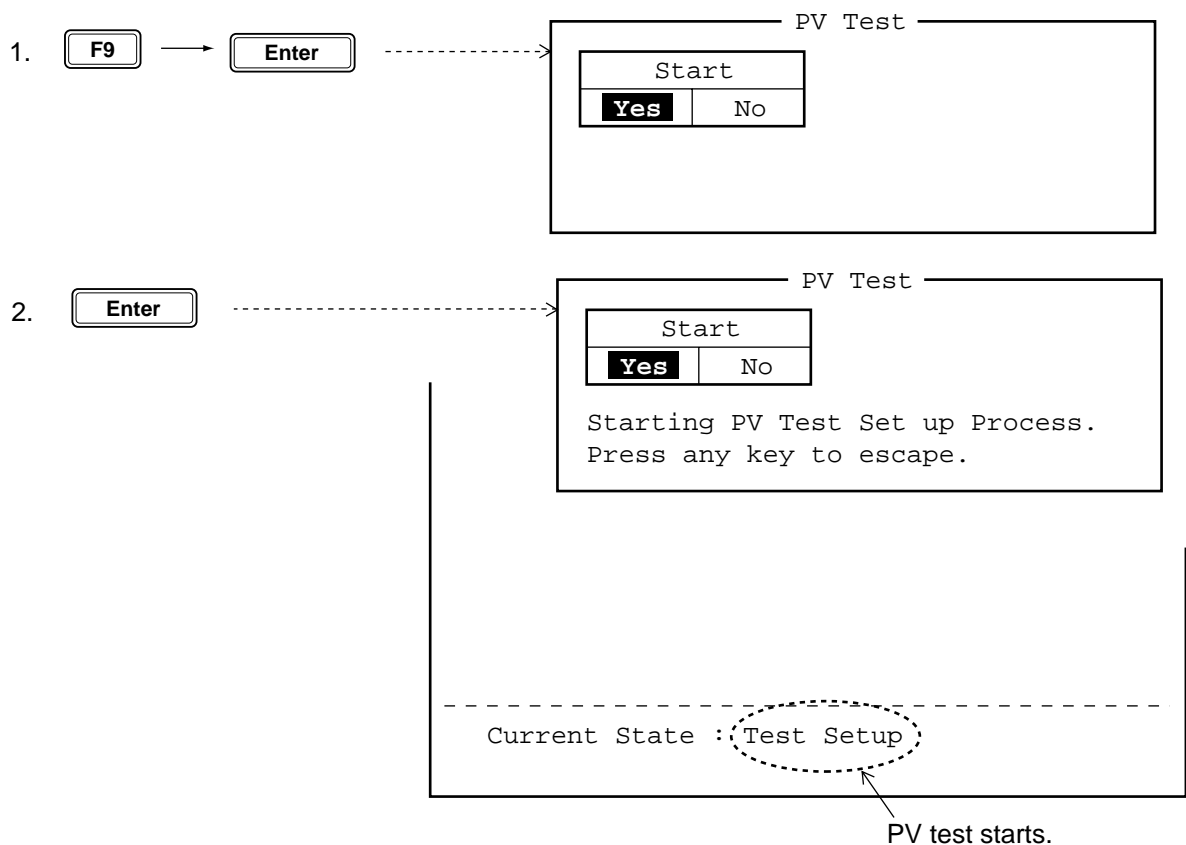 1. F9 Enter
PV Test
Start
Yes No
2. Enter
PV Test
Start
Yes No
Starting PV Test Set up Process.
Press any key to escape.
Current State : Test Setup
PV test starts.